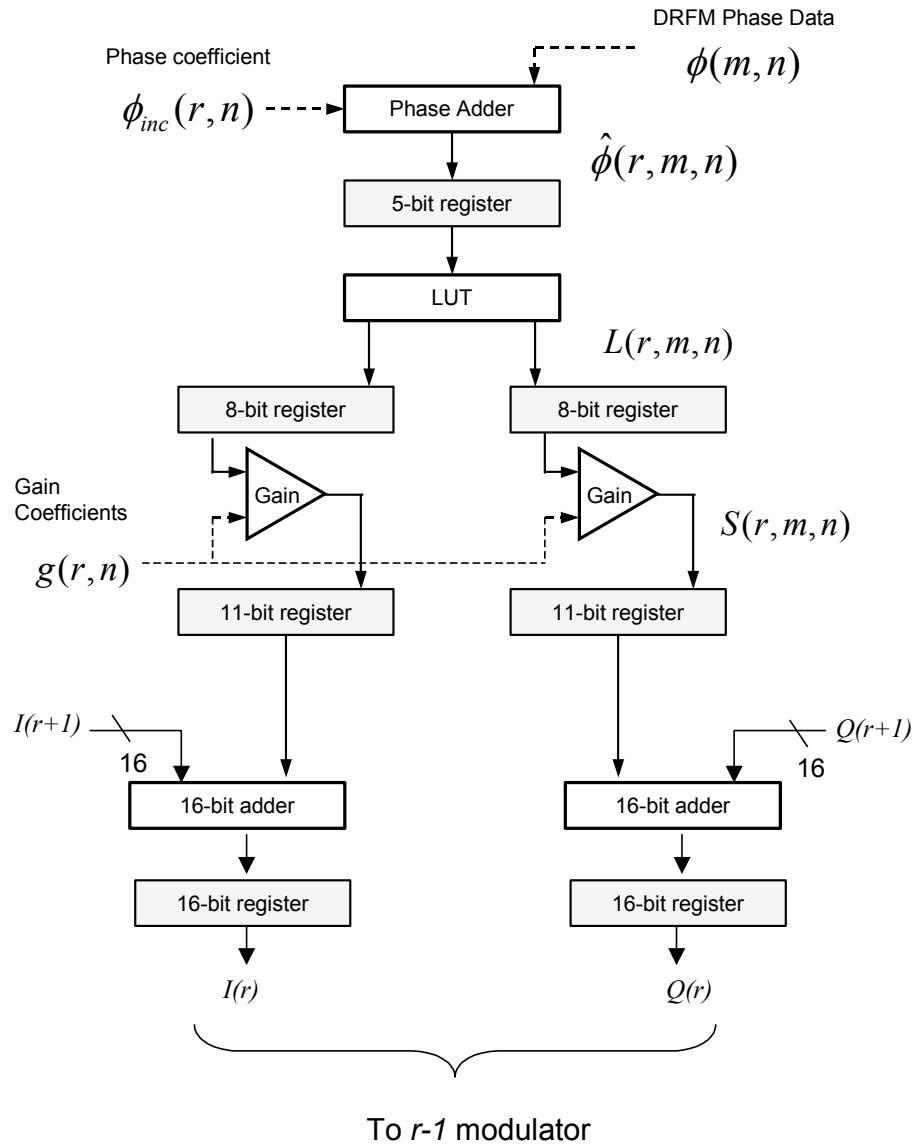 DRFM Phase Data
ϕ(m,n)
Phase coefficient
ϕ_inc(r,n)
Phase Adder
ϕ̂(r,m,n)
5-bit register
LUT
L(r,m,n)
8-bit register
8-bit register
Gain
Gain
Gain
Coefficients
g(r,n)
S(r,m,n)
11-bit register
11-bit register
I(r+1)
16
Q(r+1)
16
16-bit adder
16-bit adder
16-bit register
16-bit register
I(r)
Q(r)
To r-1 modulator